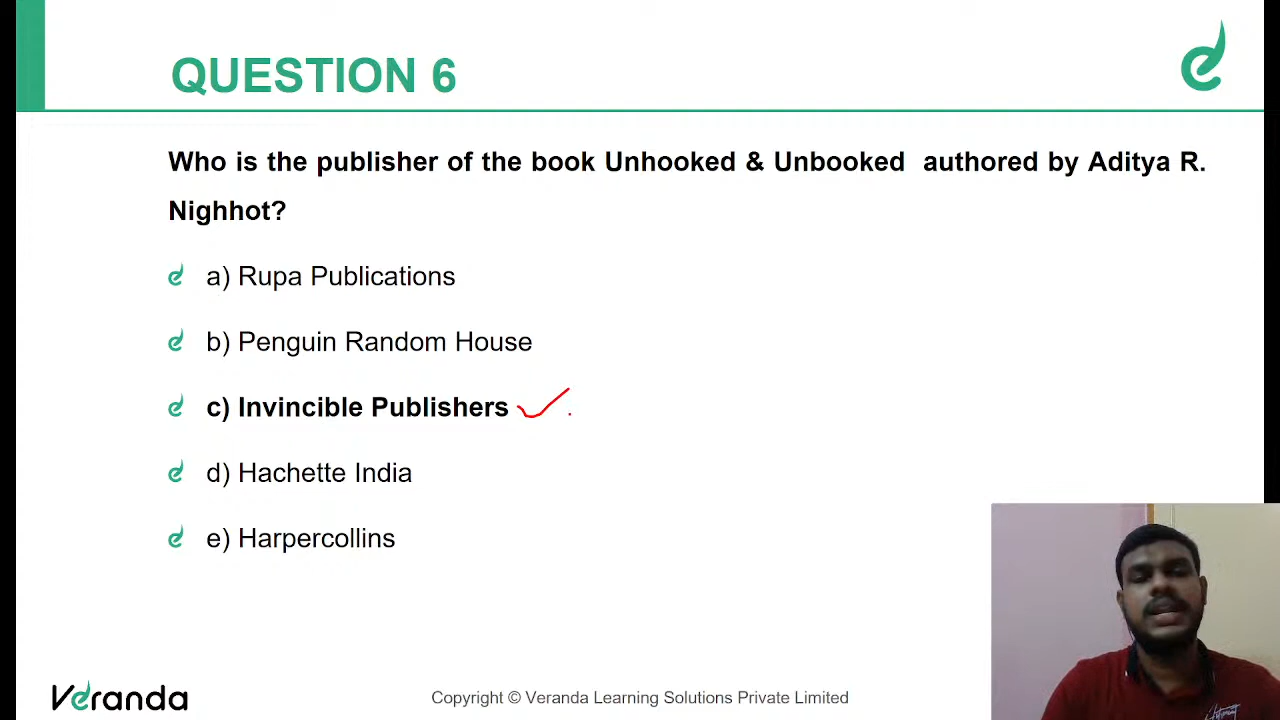 QUESTION 6
Who is the publisher of the book Unhooked & Unbooked authored by Aditya R.
Nighhot?
a) Rupa Publications
b) Penguin Random House
c) Invincible Publishers
d) Hachette India
e) Harpercollins
Veranda
Copyright © Veranda Learning Solutions Private Limited